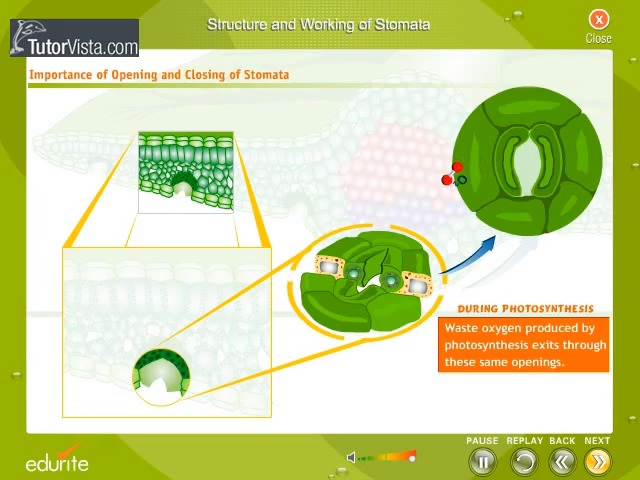 Structure and Working of Stomata
X
Close
TutorVista.com
Importance of Opening and Closing of Stomata
DURING PHOTOSYNTHESIS
Waste oxygen produced by
photosynthesis exits through
these same openings.
PAUSE REPLAY BACK NEXT
edurite